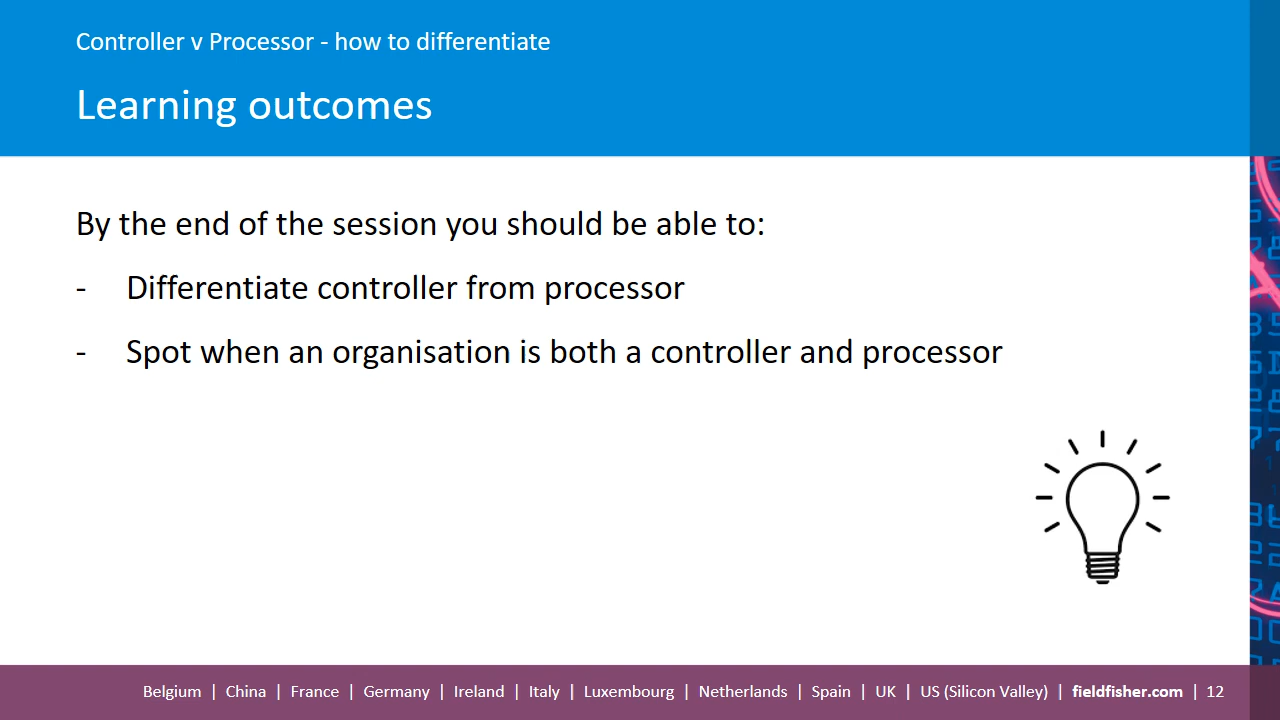 Controller v Processor - how to differentiate
Learning outcomes
By the end of the session you should be able to:
- Differentiate controller from processor
- Spot when an organisation is both a controller and processor
Belgium | China | France | Germany | Ireland | Italy | Luxembourg | Netherlands | Spain | UK | US (Silicon Valley) | fieldfisher.com | 12